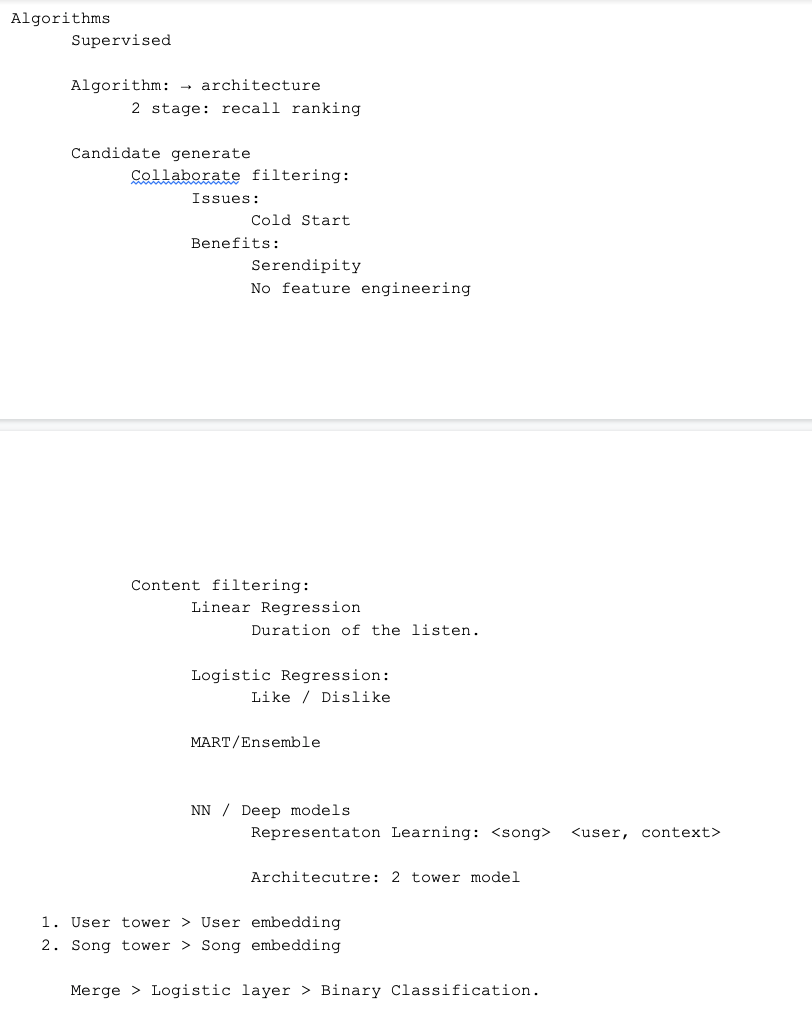 Algorithms
Supervised
Algorithm: → architecture
2 stage: recall ranking
Candidate generate
Collaborate filtering:
Issues:
Cold Start
Benefits:
Serendipity
No feature engineering
Content filtering:
Linear Regression
Duration of the listen.
Logistic Regression:
Like / Dislike
MART/Ensemble
NN / Deep models
Representaton Learning: <song>  <user, context>
Architecutre: 2 tower model
1. User tower > User embedding
2. Song tower > Song embedding
Merge > Logistic layer > Binary Classification.